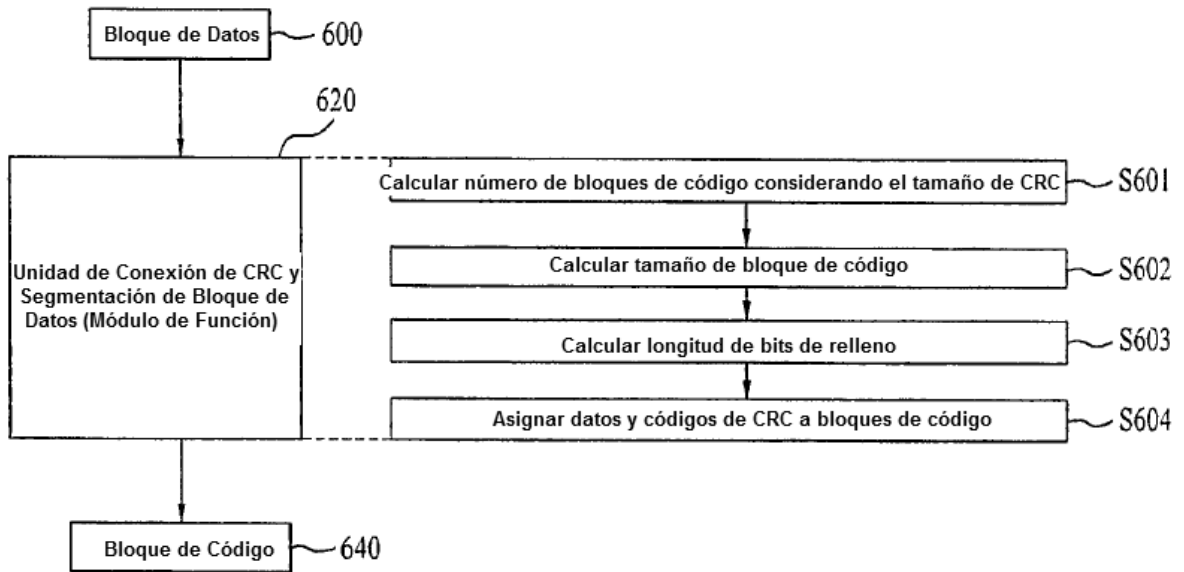 Bloque de Datos
600
620
Unidad de Conexión de CRC y
Segmentación de Bloque de
Datos (Módulo de Función)
Calcular número de bloques de código considerando el tamaño de CRC
S601
Calcular tamaño de bloque de código
S602
Calcular longitud de bits de relleno
S603
Asignar datos y códigos de CRC a bloques de código
S604
Bloque de Código
640